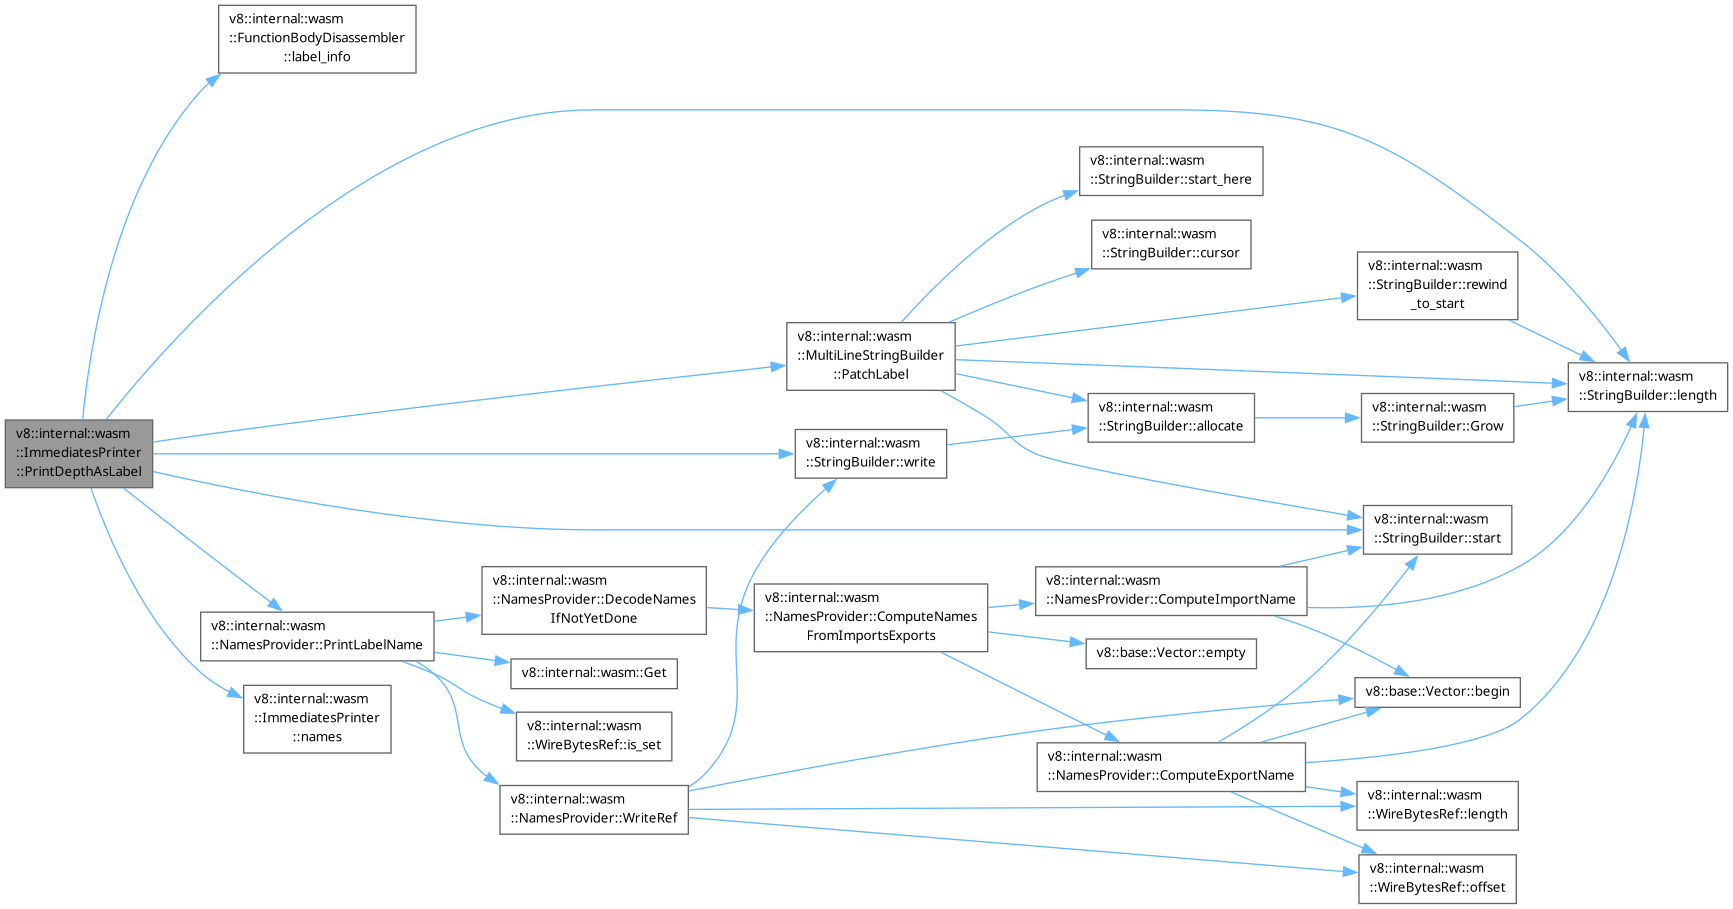 v8::internal::wasm
::FunctionBodyDisassembler
::label_info
v8::internal::wasm
::StringBuilder::start_here
v8::internal::wasm
::StringBuilder::cursor
v8::internal::wasm
::StringBuilder::rewind
_to_start
v8::internal::wasm
::MultiLineStringBuilder
::PatchLabel
v8::internal::wasm
::StringBuilder::length
v8::internal::wasm
::StringBuilder::allocate
v8::internal::wasm
::StringBuilder::Grow
v8::internal::wasm
::ImmediatesPrinter
::PrintDepthAsLabel
v8::internal::wasm
::StringBuilder::write
v8::internal::wasm
::StringBuilder::start
v8::internal::wasm
::NamesProvider::DecodeNames
IfNotYetDone
v8::internal::wasm
::NamesProvider::ComputeNames
FromImportsExports
v8::internal::wasm
::NamesProvider::ComputeImportName
v8::internal::wasm
::NamesProvider::PrintLabelName
v8::base::Vector::empty
v8::internal::wasm::Get
v8::base::Vector::begin
v8::internal::wasm
::ImmediatesPrinter
::names
v8::internal::wasm
::WireBytesRef::is_set
v8::internal::wasm
::NamesProvider::ComputeExportName
v8::internal::wasm
::NamesProvider::WriteRef
v8::internal::wasm
::WireBytesRef::length
v8::internal::wasm
::WireBytesRef::offset